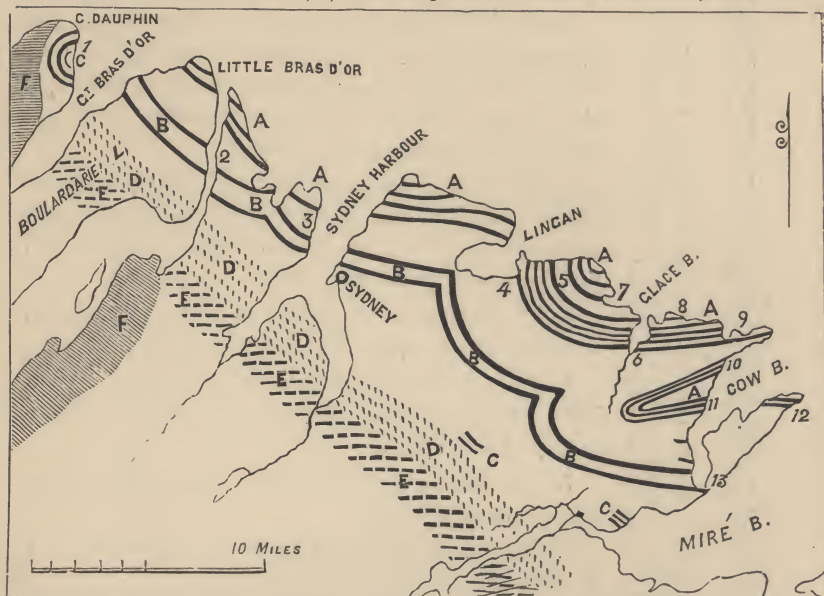 C. DAUPHIN
1
C
F
GT. BRAS D'OR
LITTLE BRAS D'OR
B
A
2
BOULARDARIE
L
D
E
B
A
3
SYDNEY HARBOUR
A
LINGAN
B
SYDNEY
4
5
A
7
GLACE B.
8
A
9
6
10
A
11
COW B.
12
F
D
E
D
E
B
B
13
D
C
E
C
MIRÉ B.
10 MILES